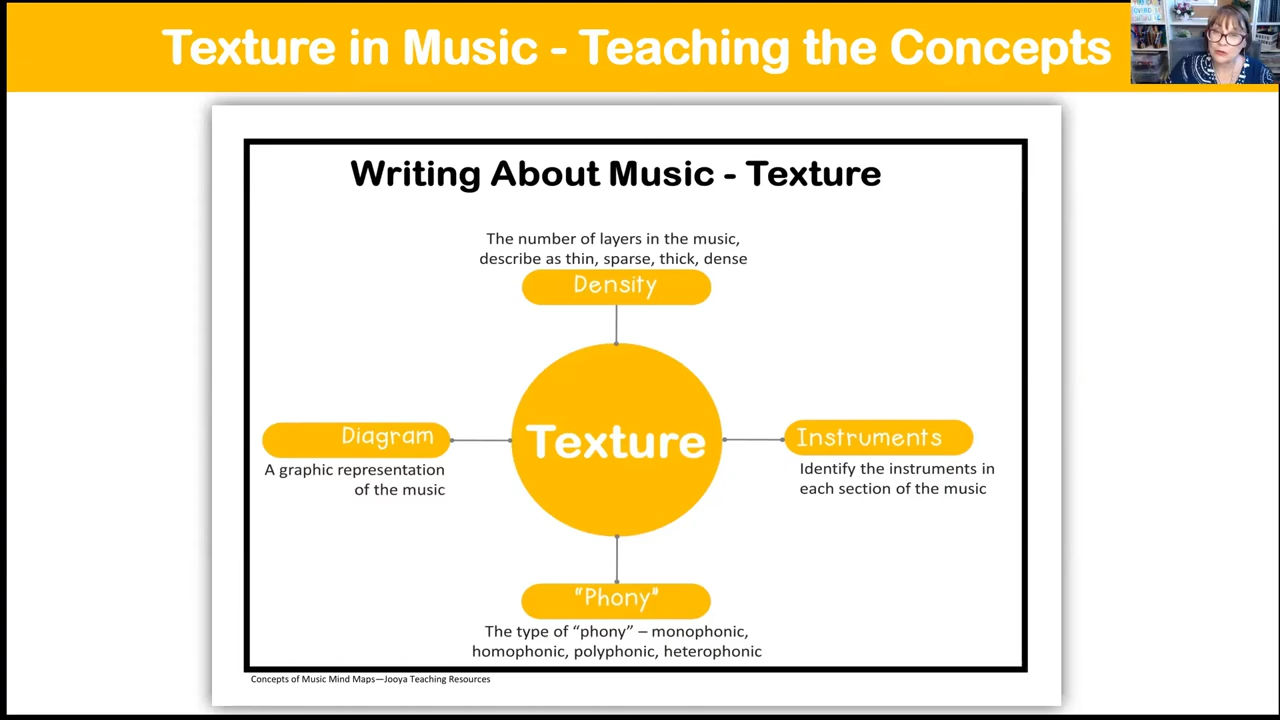 Texture in Music - Teaching the Concepts
Writing About Music - Texture
The number of layers in the music,
describe as thin, sparse, thick, dense
Density
Diagram
A graphic representation
of the music
Texture
Instruments
Identify the instruments in
each section of the music
"Phony"
The type of “phony” – monophonic,
homophonic, polyphonic, heterophonic
Concepts of Music Mind Maps—Jooya Teaching Resources